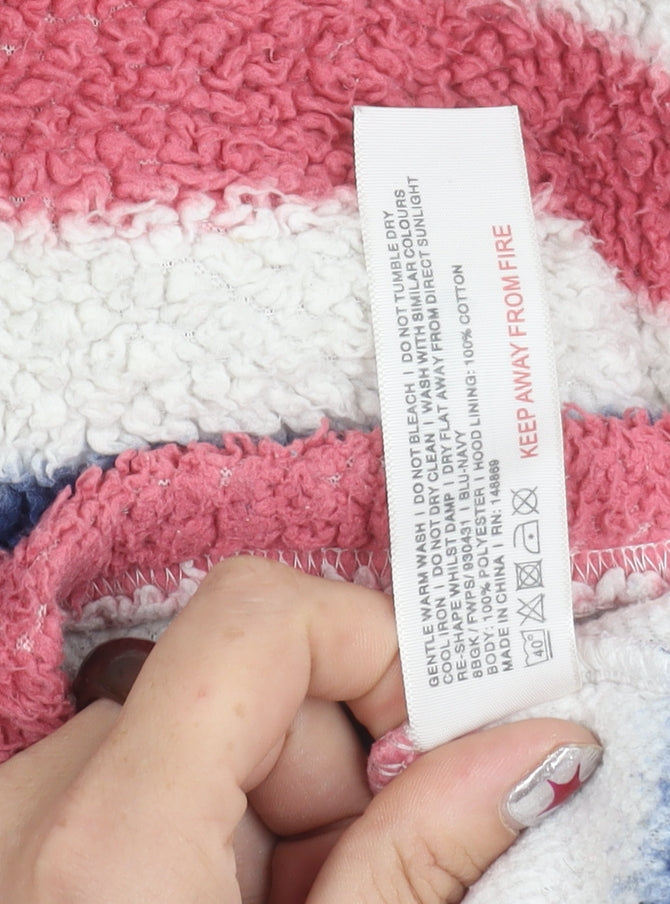 GENTLE WARM WASH | DO NOT BLEACH | DO NOT TUMBLE DRY
COOL IRON | DO NOT DRY CLEAN | WASH WITH SIMILAR COLOURS
RE-SHAPE WHILST DAMP | DRY FLAT AWAY FROM DIRECT SUNLIGHT
8BGK / FWPS/ 930431 | BLU-NAVY
BODY: 100% POLYESTER | HOOD LINING: 100% COTTON
MADE IN CHINA | RN: 148869
40°
KEEP AWAY FROM FIRE